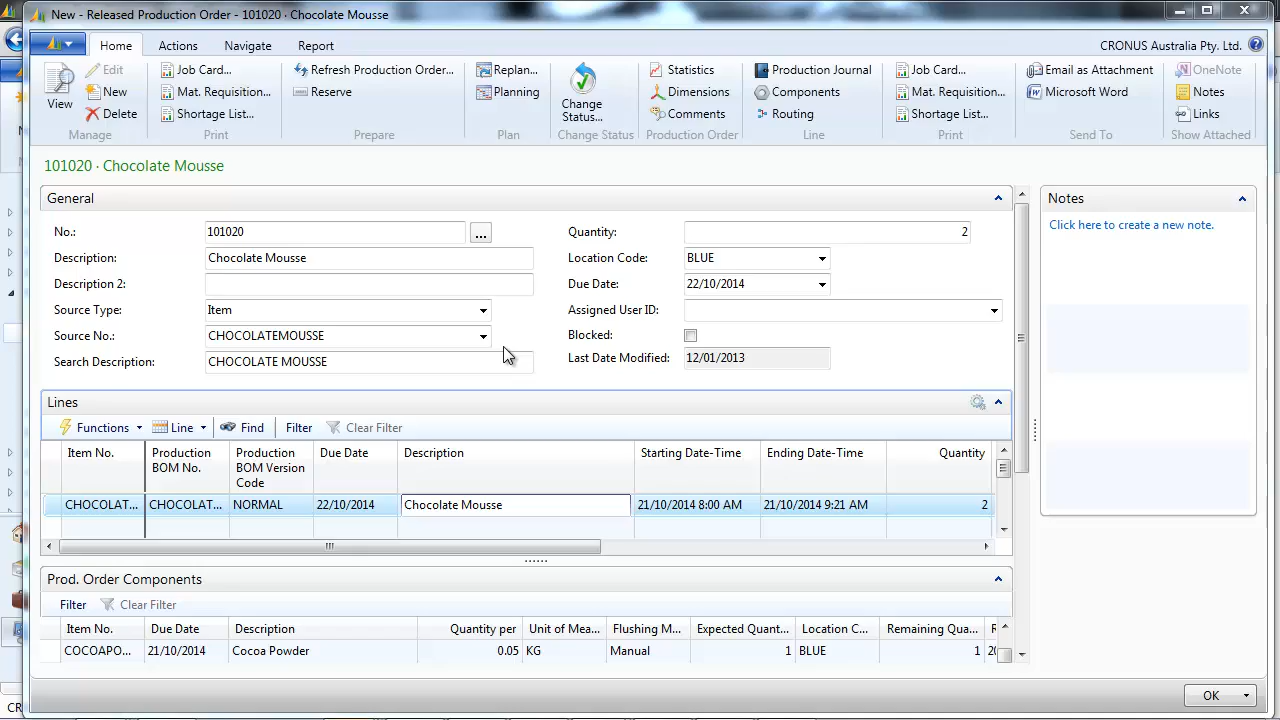 New - Released Production Order - 101020 · Chocolate Mousse
Home Actions Navigate Report CRONUS Australia Pty. Ltd.
View Edit New Delete
Manage
Job Card...
Mat. Requisition...
Shortage List...
Print
Refresh Production Order...
Reserve
Prepare
Replan...
Planning
Plan
Change Status...
Change Status
Statistics
Dimensions
Comments
Production Order
Production Journal
Components
Routing
Line
Job Card...
Mat. Requisition...
Shortage List...
Print
Email as Attachment
Microsoft Word
Send To
OneNote
Notes
Links
Show Attached
101020 · Chocolate Mousse
General
No.: 101020 ...
Description: Chocolate Mousse
Description 2:
Source Type: Item
Source No.: CHOCOLATEMOUSSE
Search Description: CHOCOLATE MOUSSE
Quantity: 2
Location Code: BLUE
Due Date: 22/10/2014
Assigned User ID:
Blocked:
Last Date Modified: 12/01/2013
Notes
Click here to create a new note.
Lines
Functions Line Find Filter Clear Filter
Item No. Production BOM No. Production BOM Version Code Due Date Description Starting Date-Time Ending Date-Time Quantity
CHOCOLAT... CHOCOLAT... NORMAL 22/10/2014 Chocolate Mousse 21/10/2014 8:00 AM 21/10/2014 9:21 AM 2
Prod. Order Components
Filter Clear Filter
Item No. Due Date Description Quantity per Unit of Mea... Flushing M... Expected Quant... Location C... Remaining Qua... R
COCOAPO... 21/10/2014 Cocoa Powder 0.05 KG Manual 1 BLUE 1 20
OK
CR